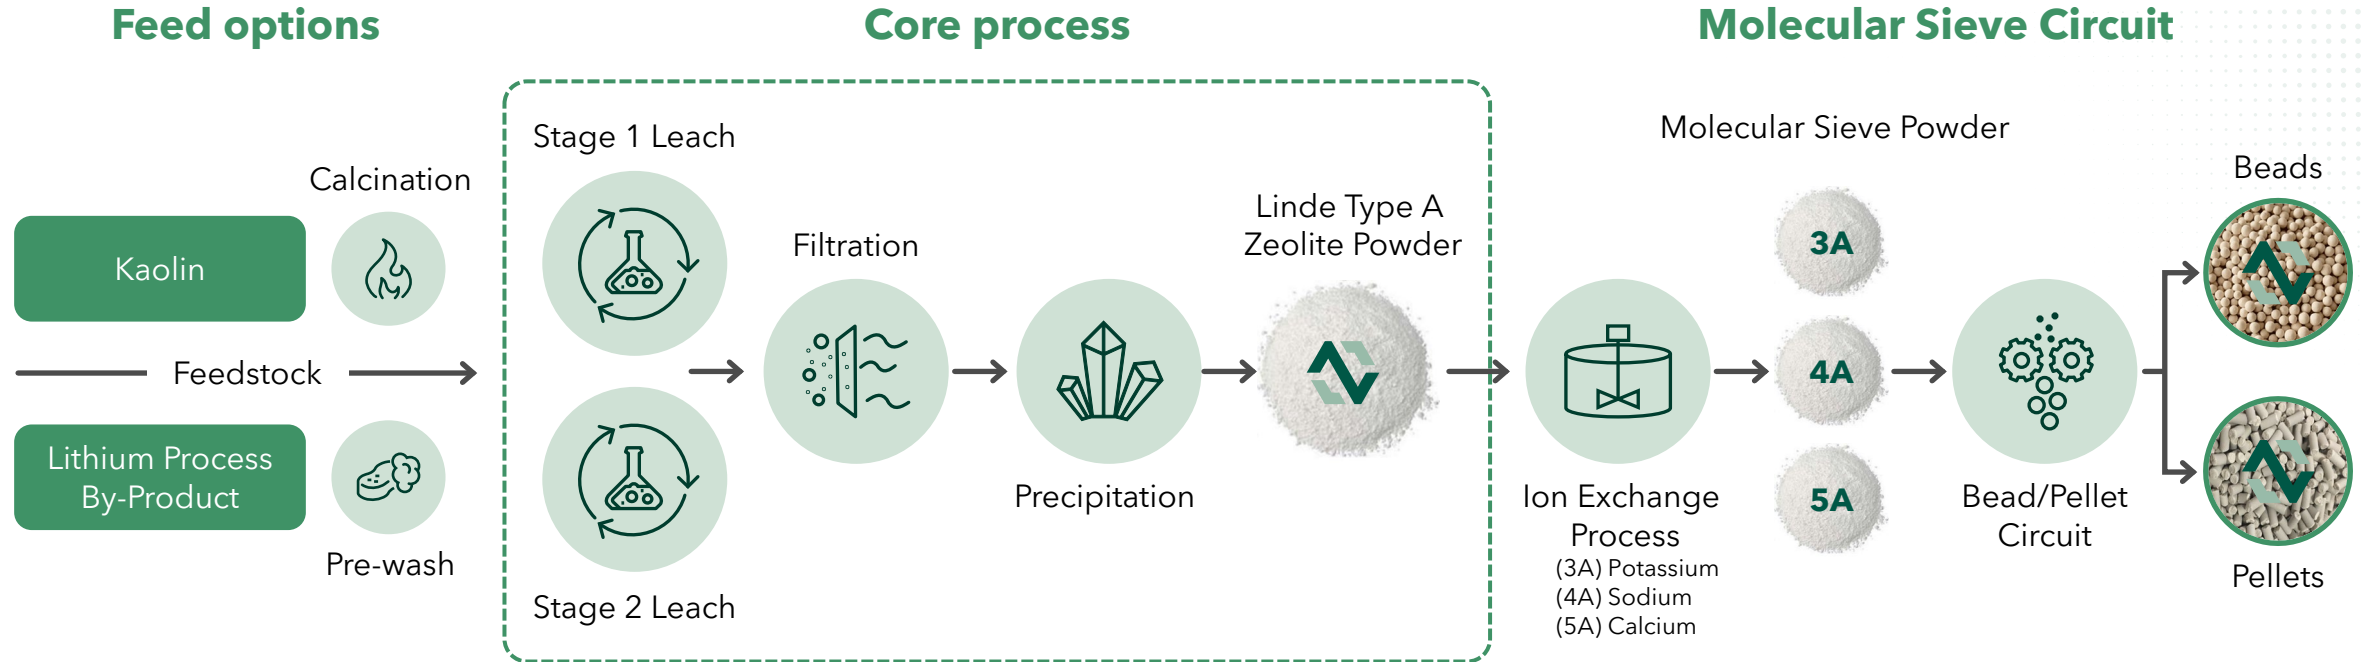 Feed options
Core process
Molecular Sieve Circuit
Calcination
Kaolin
Feedstock
Lithium Process
By-Product
Pre-wash
Stage 1 Leach
Stage 2 Leach
Filtration
Precipitation
Linde Type A
Zeolite Powder
Ion Exchange
Process
(3A) Potassium
(4A) Sodium
(5A) Calcium
Molecular Sieve Powder
3A
4A
5A
Bead/Pellet
Circuit
Beads
Pellets